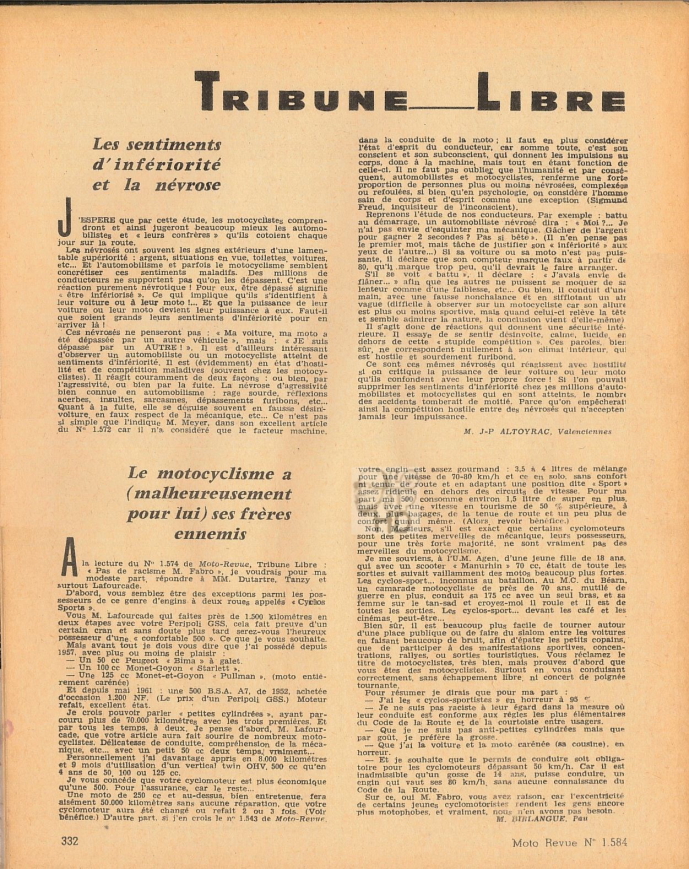 TRIBUNE LIBRE
Les sentiments
d'infériorité
et la névrose
J'ESPERE que par cette étude, les motocyclistes compren-
dront et ainsi jugeront beaucoup mieux les automo-
bilistes et « leurs confrères » qu'ils cotoient chaque
jour sur la route.
Les névrosés ont souvent les signes extérieurs d'une lamen-
table supériorité : argent, situations en vue, toilettes, voitures,
etc... Et l'automobiliste et parfois le motocycliste semblent
concrétiser ces sentiments maladifs. Des millions de
conducteurs ne supportent pas qu'on les dépassent. C'est une
réaction purement névrotique ! Pour eux, être dépassé signifie
« être infériorisé ». Ce qui implique qu'ils s'identifient à
leur voiture ou à leur moto !... Et que la puissance de leur
voiture ou leur moto devient leur puissance à eux. Faut-il
que soient grands leurs sentiments d'infériorité pour en
arriver là !
Ces névrosés ne penseront pas : « Ma voiture, ma moto a
été dépassée par un autre véhicule », mais : « JE suis
dépassé par un AUTRE ! ». Il est d'ailleurs intéressant
d'observer un automobiliste ou un motocycliste atteint de
sentiments d'infériorité. Il est (évidemment) en état d'hosti-
lité et de compétition maladives (souvent chez les motocy-
clistes). Il réagit couramment de deux façons : ou bien, par
l'agressivité, ou bien par la fuite. La névrose d'agressivité
bien connue en automobilisme : rage sourde, réflexions
acerbes, insultes, sarcasmes, dépassements furibons, etc...
Quant à la fuite, elle se déguise souvent en fausse désin-
volture, en faux respect de la mécanique, etc... Ce n'est pas
si simple que l'indique M. Meyer, dans son excellent article
du N° 1.572 car il n'a considéré que le facteur machine,
dans la conduite de la moto ; il faut en plus considérer
l'état d'esprit du conducteur, car somme toute, c'est son
conscient et son subconscient, qui donnent les impulsions au
corps, donc à la machine, mais tout en étant fonction de
celle-ci. Il ne faut pas oublier que l'humanité et par consé-
quent, automobilistes et motocyclistes, renferme une forte
proportion de personnes plus ou moins névrosées, complexées
ou refoulées, si bien qu'en psychologie, on considère l'homme
sain de corps et d'esprit comme une exception (Sigmund
Freud, inquisiteur de l'inconscient).
Reprenons l'étude de nos conducteurs. Par exemple : battu
au démarrage, un automobiliste névrosé dira : « Moi ?... Je
n'ai pas envie d'esquinter ma mécanique. Gâcher de l'argent
pour gagner 2 secondes ? Pas si bête ». (Il n'en pense pas
le premier mot, mais tâche de justifier son « infériorité » aux
yeux de l'autre...) Si sa voiture ou sa moto n'est pas puis-
sante, il déclare que son compteur marque faux à partir de
80, qu'il marque trop peu, qu'il devrait le faire arranger.
S'il se voit « battu », il déclare : « J'avais envie de
flâner... » afin que les autres ne puissent se moquer de sa
lenteur comme d'une faiblesse, etc... Ou bien, il conduit d'une
main, avec une fausse nonchalance et en sifflotant un air
vague (difficile à observer sur un motocycliste car son allure
est plus ou moins sportive, mais quand celui-ci relève la tête
et semble admirer la nature, la conclusion vient d'elle-même)
Il s'agit donc de réactions qui donnent une sécurité inté-
rieure. Il essaye de se sentir désinvolte, calme, lucide, en
dehors de cette « stupide compétition ». Ces paroles, bien
sûr, ne correspondent nullement à son climat intérieur, qui
est hostile et sourdement furibond.
Ce sont ces mêmes névrosés qui réagissent avec hostilité
si on critique la puissance de leur voiture ou leur moto
qu'ils confondent avec leur propre force ! Si l'on pouvait
supprimer les sentiments d'infériorité chez les millions d'auto-
mobilistes et motocyclistes qui en sont atteints, le nombre
des accidents tomberait de moitié. Parce qu'on empêcherait
ainsi la compétition hostile entre des névrosés qui n'acceptent
jamais leur impuissance.
M. J-P ALTOYRAC, Valenciennes
Le motocyclisme a
(malheureusement
pour lui) ses frères
ennemis
A la lecture du N° 1.574 de Moto-Revue, Tribune Libre :
« Pas de racisme M. Fabro », je voudrais pour ma
modeste part, répondre à MM. Dutartre, Tanzy et
surtout Lafourcade.
D'abord, vous semblez être des exceptions parmi les pos-
sesseurs de ce genre d'engins à deux roues appelés « Cyclos
Sports ».
Vous M. Lafourcade qui faites près de 1.500 kilomètres en
deux étapes avec votre Peripoli GGS, cela fait preuve d'un
certain cran et sans doute plus tard serez-vous l'heureux
possesseur d'une « confortable 500 ». Ce que je vous souhaite.
Mais avant tout je dois vous dire que j'ai possédé depuis
1957, avec plus ou moins de plaisir :
— Un 50 cc Peugeot « Bima » à galet.
— Un 100 cc Monet-Goyon « Starlett ».
— Une 125 cc Monet-et-Goyon « Pullman », (moto entiè-
rement carénée)
Et depuis mai 1961 : une 500 B.S.A. A7, de 1952, achetée
d'occasion 1.200 NF. (Le prix d'un Peripoli GSS.) Moteur
refait, excellent état.
Je crois pouvoir parler « petites cylindrées », ayant par-
couru plus de 70.000 kilomètres avec les trois premières. Et
par tous les temps, à deux. Je pense d'abord, M. Lafour-
cade, que votre article aura fait sourire de nombreux moto-
cyclistes. Délicatesse de conduite, compréhension de la méca-
nique, etc... avec un petit 50 cc deux temps, vraiment...
Personnellement j'ai davantage appris en 8.000 kilomètres
et 9 mois d'utilisation d'un vertical twin OHV, 500 cc qu'en
4 ans de 50, 100 ou 125 cc.
Je vous concède que votre cyclomoteur est plus économique
qu'une 500. Pour l'assurance, car le reste...
Une moto de 250 cc et au-dessus, bien entretenue, fera
aisément 50.000 kilomètres sans aucune réparation, que votre
cyclomoteur aura été changé ou refait 2 ou 3 fois. (Voir
bénéfice.) D'autre part, si j'en crois le n° 1.543 de Moto-Revue,
votre engin est assez gourmand : 3,5 à 4 litres de mélange
pour une vitesse de 70-80 km/h et ce en solo, sans confort
ni tenue de route et en adaptant une position dite « Sport »
assez ridicule en dehors des circuits de vitesse. Pour ma
part ma 500 consomme environ 1,5 litre de super en plus,
pour une vitesse en tourisme de 50 % supérieure, à
deux, bagages, de la tenue de route et un peu plus de
confort même. (Alors, revoir bénéfice.)
Non, Messieurs, s'il est exact que certains cyclomoteurs
sont des petites merveilles de mécanique, leurs possesseurs,
pour une très forte majorité, ne sont vraiment pas des
merveilles du motocyclisme.
Je me souviens, à l'U.M. Agen, d'une jeune fille de 18 ans,
qui avec un scooter « Manurhin » 70 cc, était de toute les
sorties et suivait vaillamment des motos beaucoup plus fortes.
Les cyclos-sport... inconnus au bataillon. Au M.C. du Béarn,
un camarade motocycliste de près de 70 ans, mutilé de
guerre en plus, conduit sa 175 cc avec un seul bras, et sa
femme sur le tan-sad et croyez-moi il roule et il est de
toutes les sorties. Les cyclos-sport... devant les café et les
cinémas, peut-être...
Bien sûr, il est beaucoup plus facile de tourner autour
d'une place publique ou de faire du slalom entre les voitures
en faisant beaucoup de bruit, afin d'épater les petits copains,
que de participer à des manifestations sportives, concen-
trations, rallyes, ou sorties touristiques. Vous réclamez le
titre de motocyclistes, très bien, mais prouvez d'abord que
vous êtes des motocyclistes. Surtout en vous conduisant
correctement, sans échappement libre, ni concert de poignée
tournante.
Pour résumer je dirais que pour ma part :
— J'ai les « cyclos-sportistes » en horreur à 95 %
— Je ne suis pas raciste à leur égard dans la mesure où
leur conduite est conforme aux règles les plus élémentaires
du Code de la Route et de la courtoisie entre usagers.
— Que je ne suis pas anti-petites cylindrées mais que
par goût, je préfère la grosse.
— Que j'ai la voiture et la moto carénée (sa cousine), en
horreur.
— Et je souhaite que le permis de conduire soit obliga-
toire pour les cyclomoteurs dépassant 50 km/h. Car il est
inadmissible qu'un gosse de 14 ans, puisse conduire, un
engin qui vaut ses 80 km/h, sans aucune connaissance du
Code de la Route.
Sur ce, oui M. Fabro, vous avez raison, car l'excentricité
de certains jeunes cyclomotoristes rendent les gens encore
plus motophobes, et vraiment, nous n'en avons pas besoin.
M. DIRLANGUE, Pau
332
Moto Revue N° 1.584